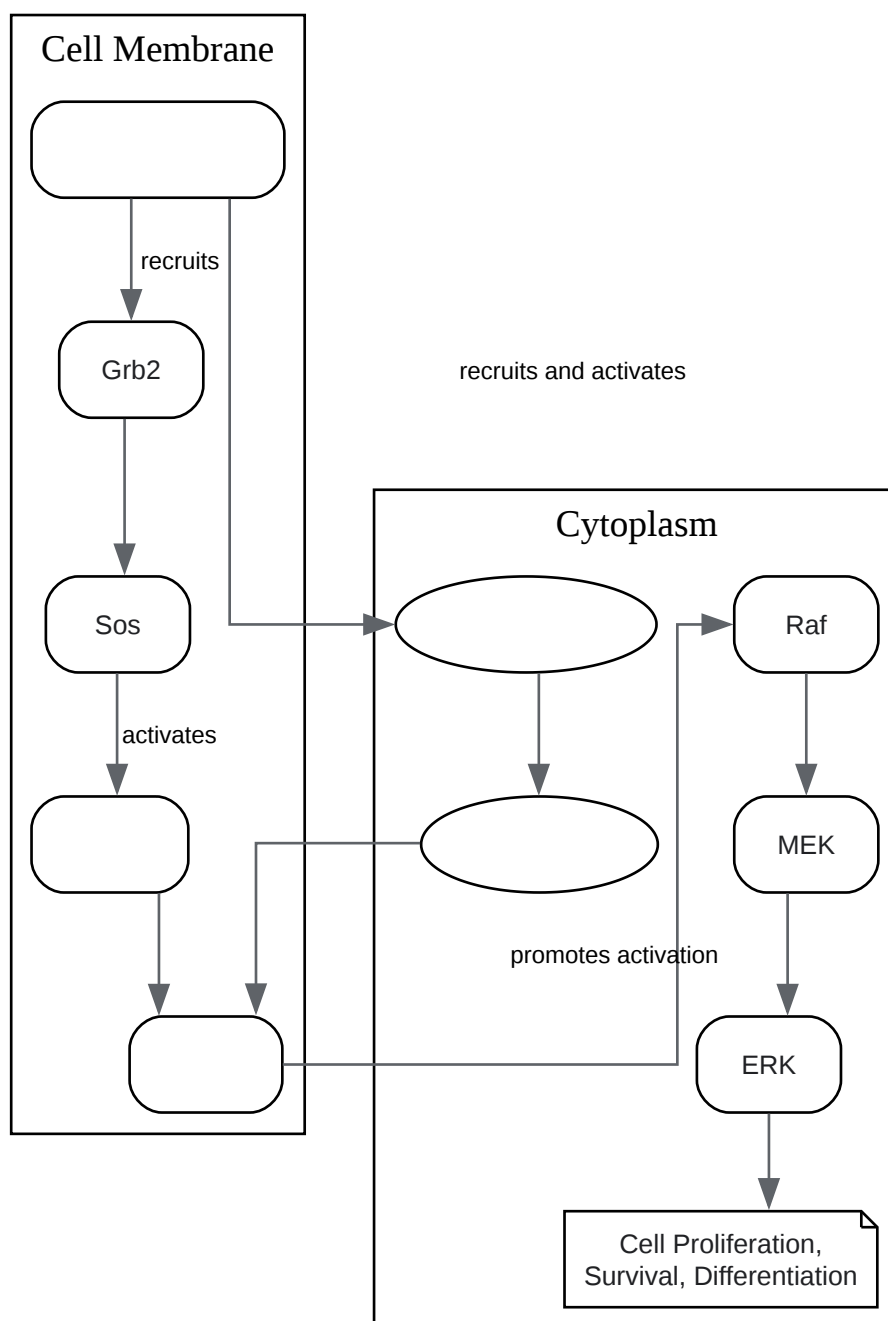 Cell Membrane
recruits
Grb2
recruits and activates
Cytoplasm
Sos
Raf
activates
MEK
promotes activation
ERK
Cell Proliferation,
Survival, Differentiation